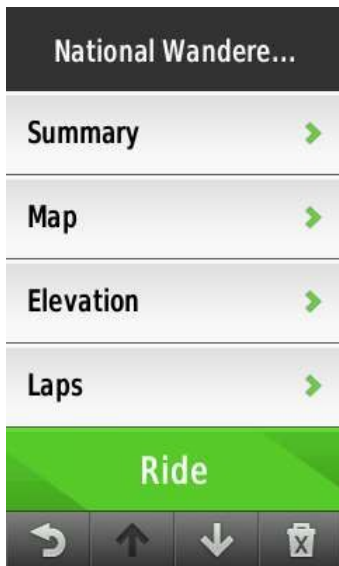 National Wandere...
Summary
Map
Elevation
Laps
Ride